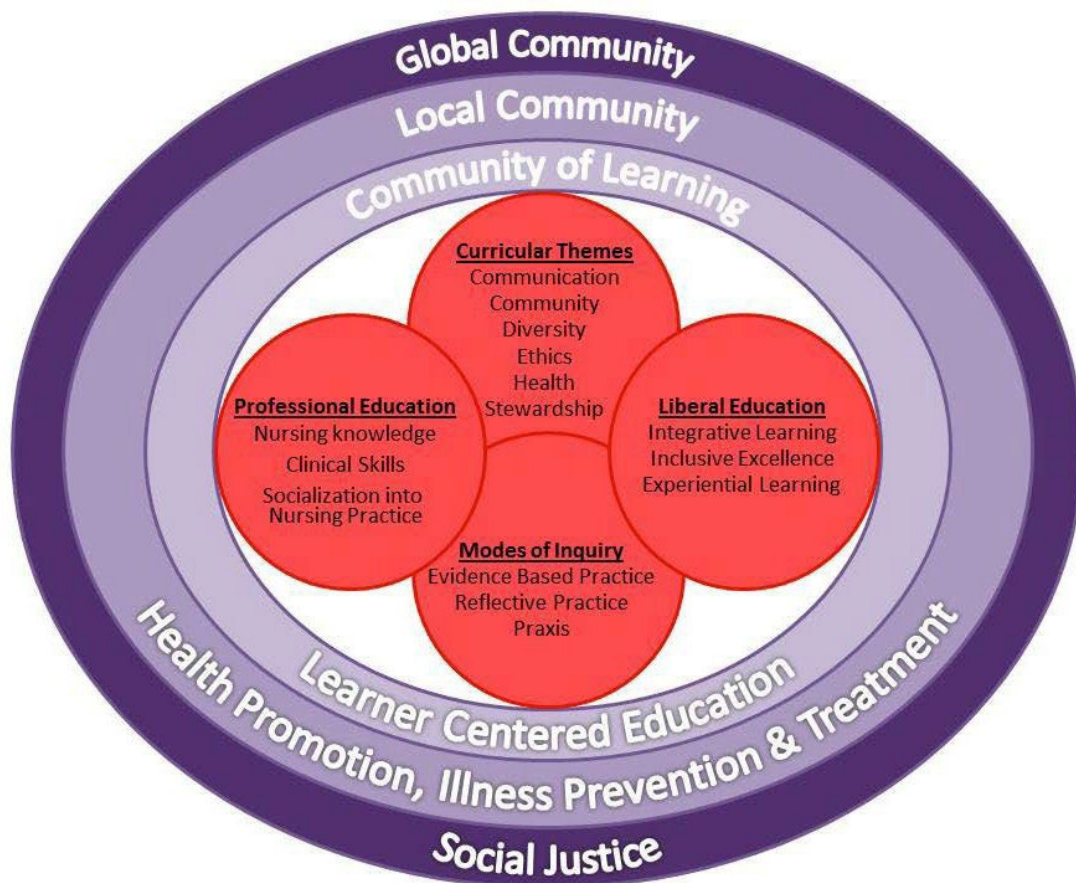 Global Community
Local Community
Community of Learning
Curricular Themes
Communication
Community
Diversity
Ethics
Health
Stewardship
Professional Education
Nursing knowledge
Clinical Skills
Socialization into
Nursing Practice
Liberal Education
Integrative Learning
Inclusive Excellence
Experiential Learning
Modes of Inquiry
Evidence Based Practice
Reflective Practice
Praxis
Learner Centered Education
Health Promotion, Illness Prevention & Treatment
Social Justice